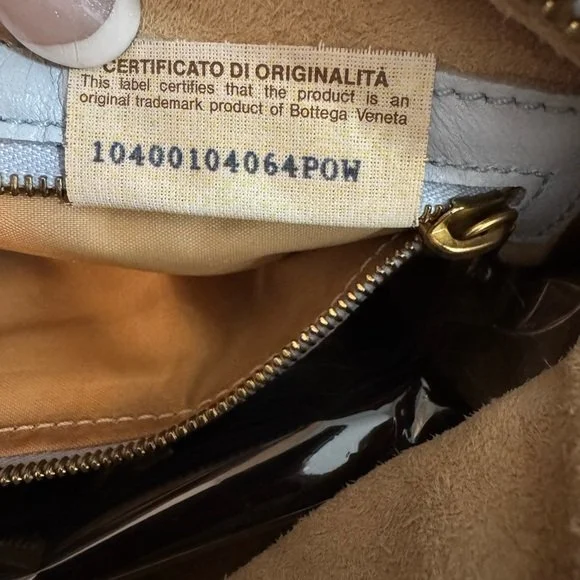 CERTIFICATO DI ORIGINALITÀ
This label certifies that the product is an
original trademark product of Bottega Veneta
10400104064POW